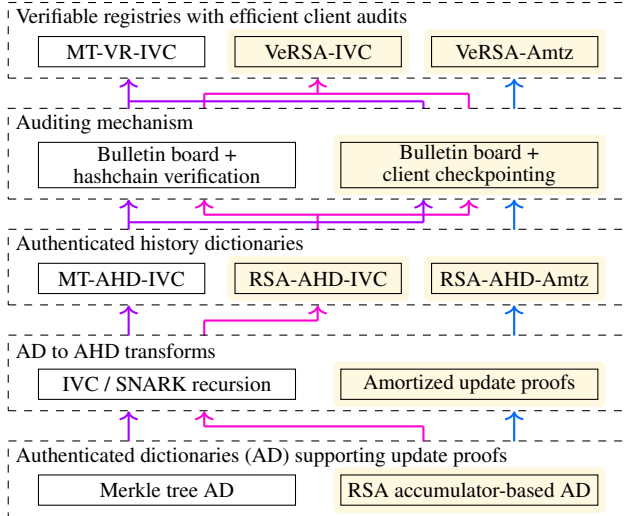 Verifiable registries with efficient client audits
MT-VR-IVC
VeRSA-IVC
VeRSA-Amtz
Auditing mechanism
Bulletin board +
hashchain verification
Bulletin board +
client checkpointing
Authenticated history dictionaries
MT-AHD-IVC
RSA-AHD-IVC
RSA-AHD-Amtz
AD to AHD transforms
IVC / SNARK recursion
Amortized update proofs
Authenticated dictionaries (AD) supporting update proofs
Merkle tree AD
RSA accumulator-based AD